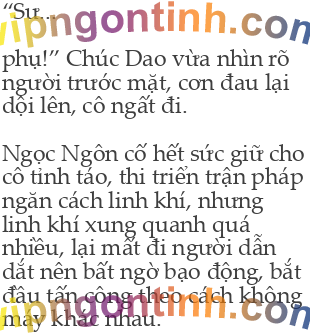 “Sư...
vipngontinh.com
phụ!” Chúc Dao vừa nhìn rõ
người trước mặt, cơn đau lại
dội lên, cô ngất đi.
Ngọc Ngôn cố hết sức giữ cho
cô tỉnh táo, thi triển trận pháp
ngăn cách linh khí, nhưng
linh khí xung quanh quá
nhiều, lại mất đi người dẫn
dắt nên bất ngờ bạo động, bắt
đầu tấn công theo cách không
vipngontinh.com
mấy khác nhau.